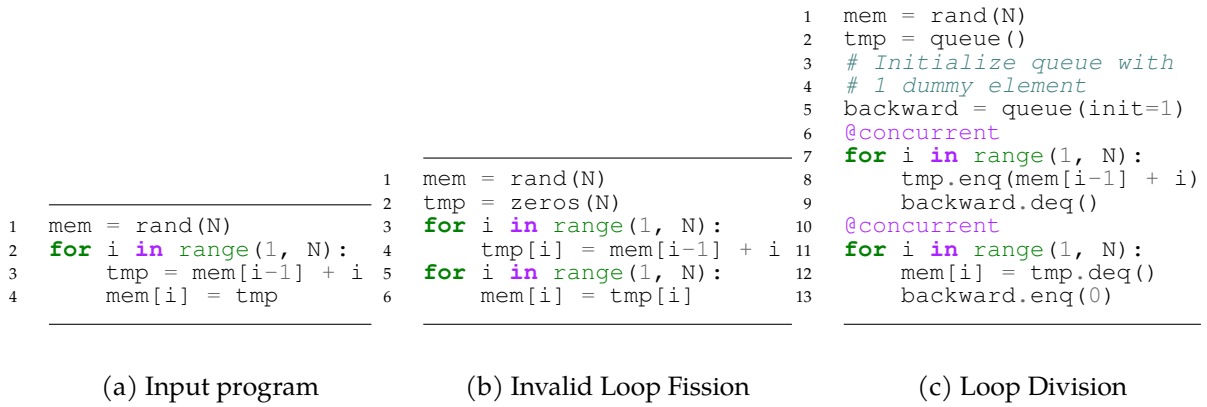 1 mem = rand(N)
2 for i in range(1, N):
3 tmp = mem[i-1] + i
4 mem[i] = tmp
(a) Input program
1 mem = rand(N)
2 tmp = zeros(N)
3 for i in range(1, N):
4 tmp[i] = mem[i-1] + i
5 for i in range(1, N):
6 mem[i] = tmp[i]
(b) Invalid Loop Fission
1 mem = rand(N)
2 tmp = queue()
3 # Initialize queue with
4 # 1 dummy element
5 backward = queue(init=1)
6 @concurrent
7 for i in range(1, N):
8 tmp.enq(mem[i-1] + i)
9 backward.deq()
10 @concurrent
11 for i in range(1, N):
12 mem[i] = tmp.deq()
13 backward.enq(0)
(c) Loop Division